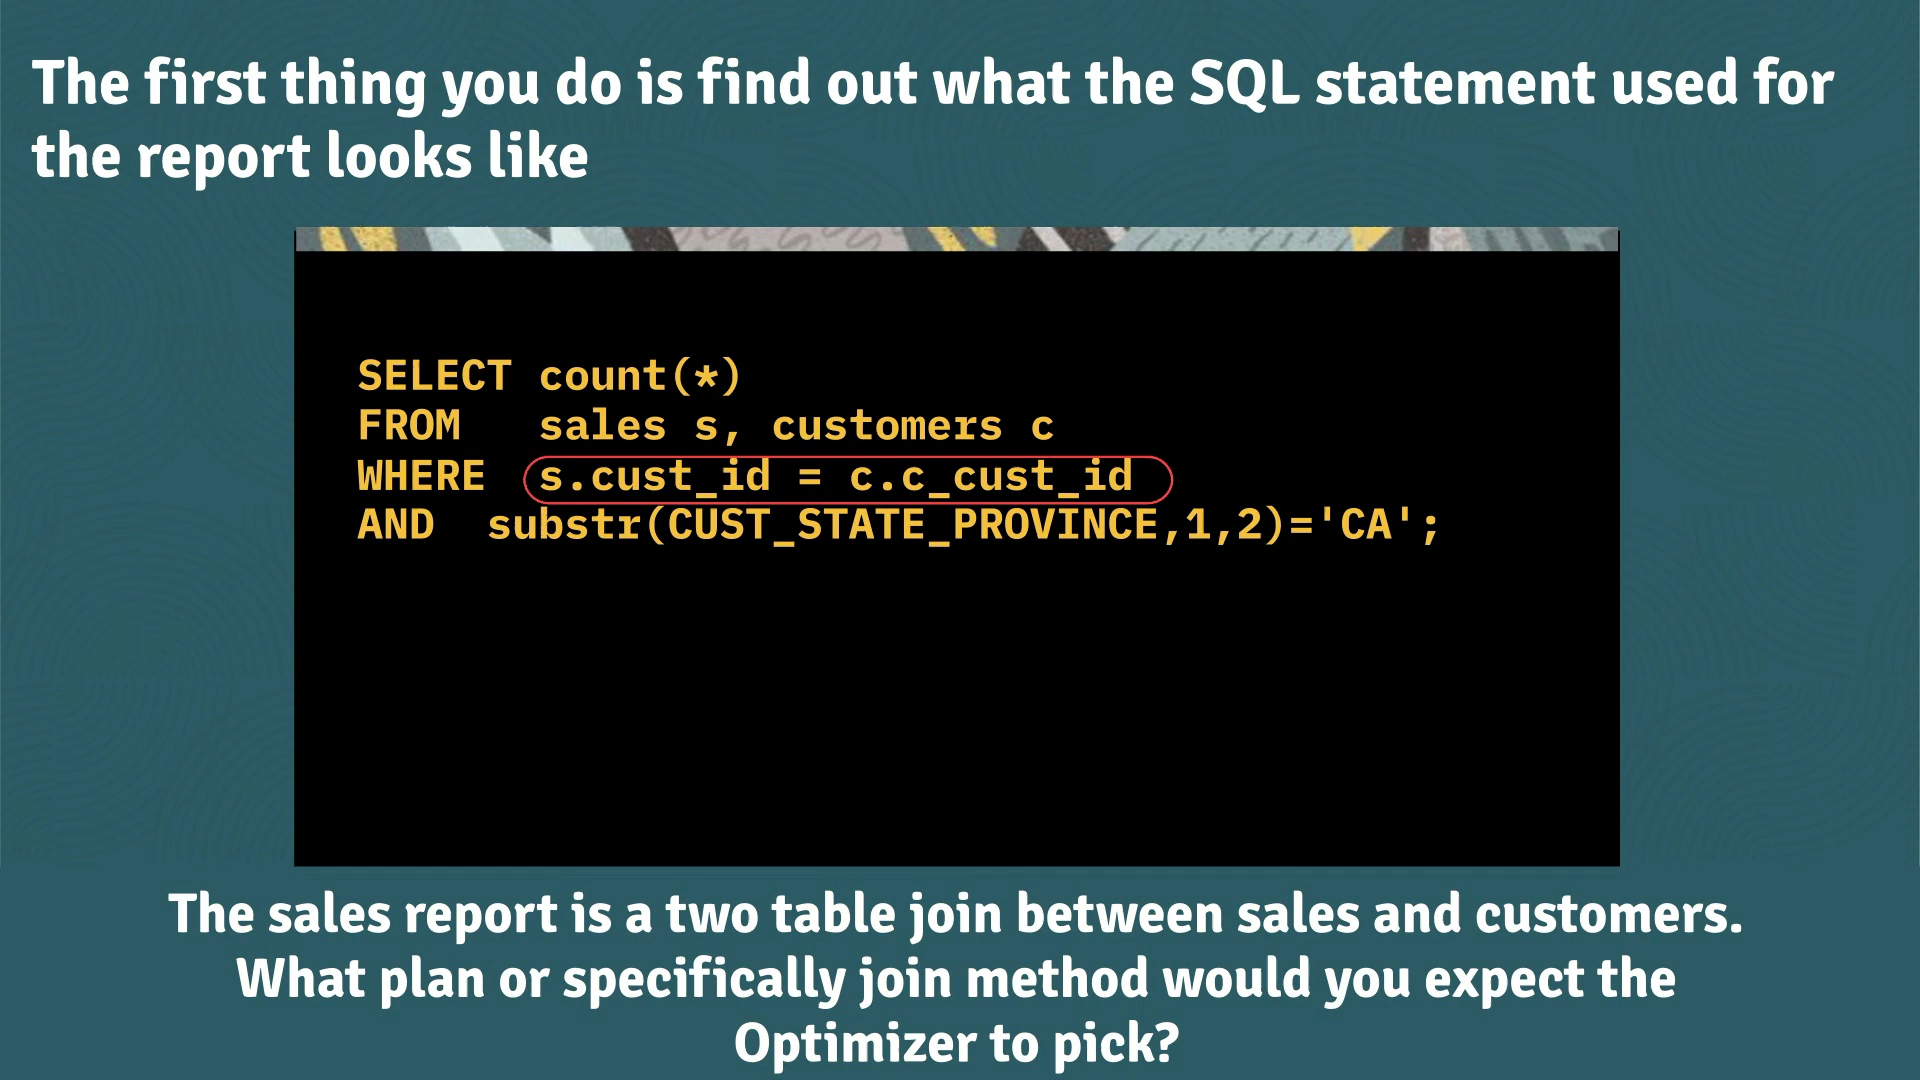 The first thing you do is find out what the SQL statement used for
the report looks like
SELECT count(*)
FROM   sales s, customers c
WHERE  s.cust_id = c.c_cust_id
AND  substr(CUST_STATE_PROVINCE,1,2)='CA';
The sales report is a two table join between sales and customers.
What plan or specifically join method would you expect the
Optimizer to pick?